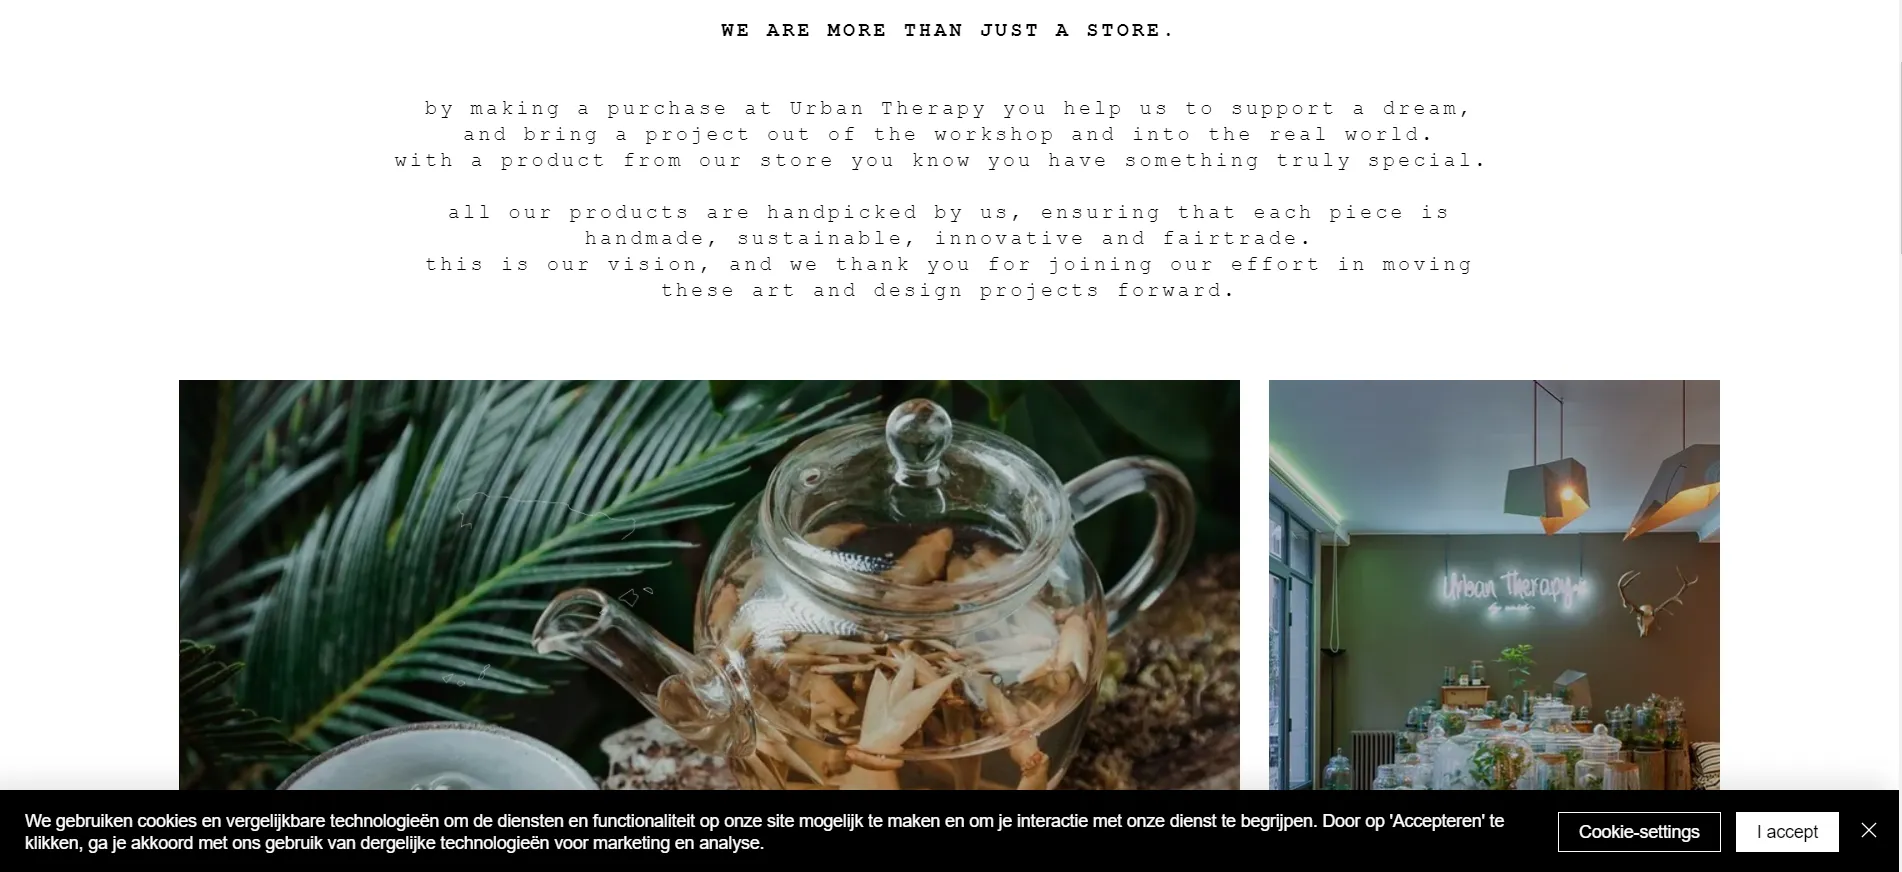 WE ARE MORE THAN JUST A STORE.
by making a purchase at Urban Therapy you help us to support a dream,
and bring a project out of the workshop and into the real world.
with a product from our store you know you have something truly special.
all our products are handpicked by us, ensuring that each piece is
handmade, sustainable, innovative and fairtrade.
this is our vision, and we thank you for joining our effort in moving
these art and design projects forward.
Urban Therapy
We gebruiken cookies en vergelijkbare technologieën om de diensten en functionaliteit op onze site mogelijk te maken en om je interactie met onze dienst te begrijpen. Door op 'Accepteren' te
klikken, ga je akkoord met ons gebruik van dergelijke technologieën voor marketing en analyse.
Cookie-settings
I accept